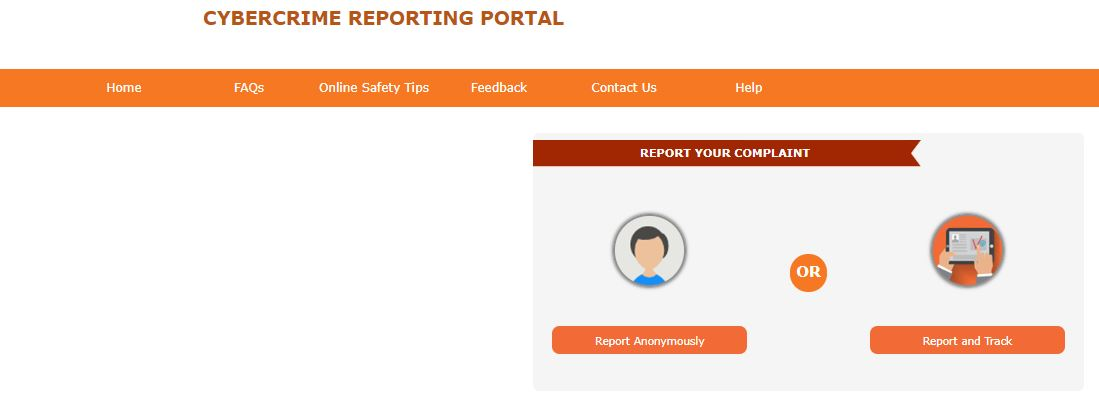 CYBERCRIME REPORTING PORTAL
Home FAQs Online Safety Tips Feedback Contact Us Help
REPORT YOUR COMPLAINT
OR
Report Anonymously Report and Track